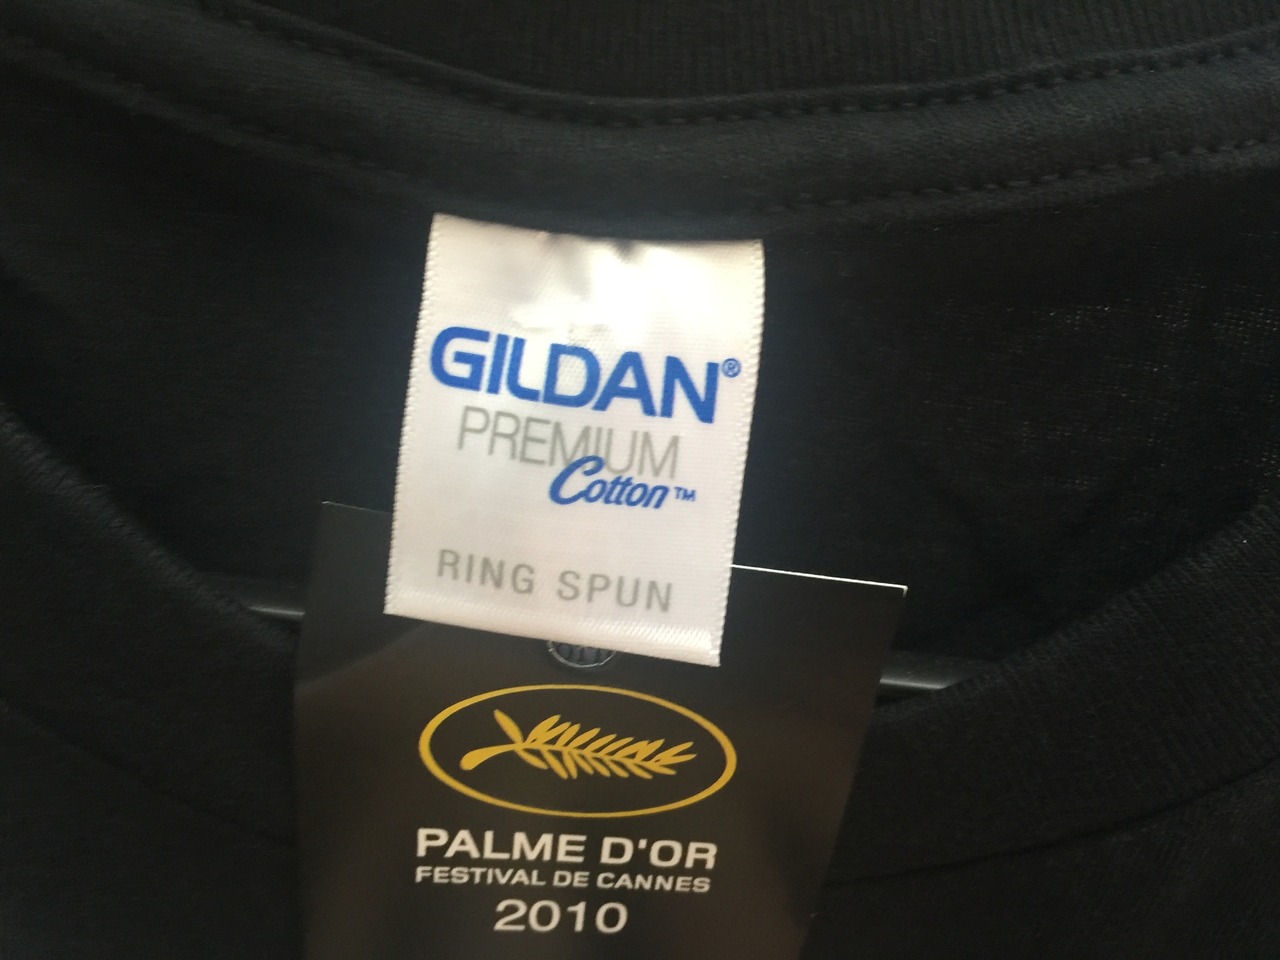 GILDAN®
PREMIUM
Cotton™
RING SPUN
PALME D'OR
FESTIVAL DE CANNES
2010